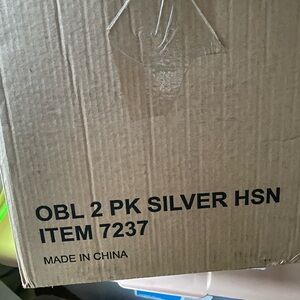 OBL 2 PK SILVER HSN
ITEM 7237
MADE IN CHINA